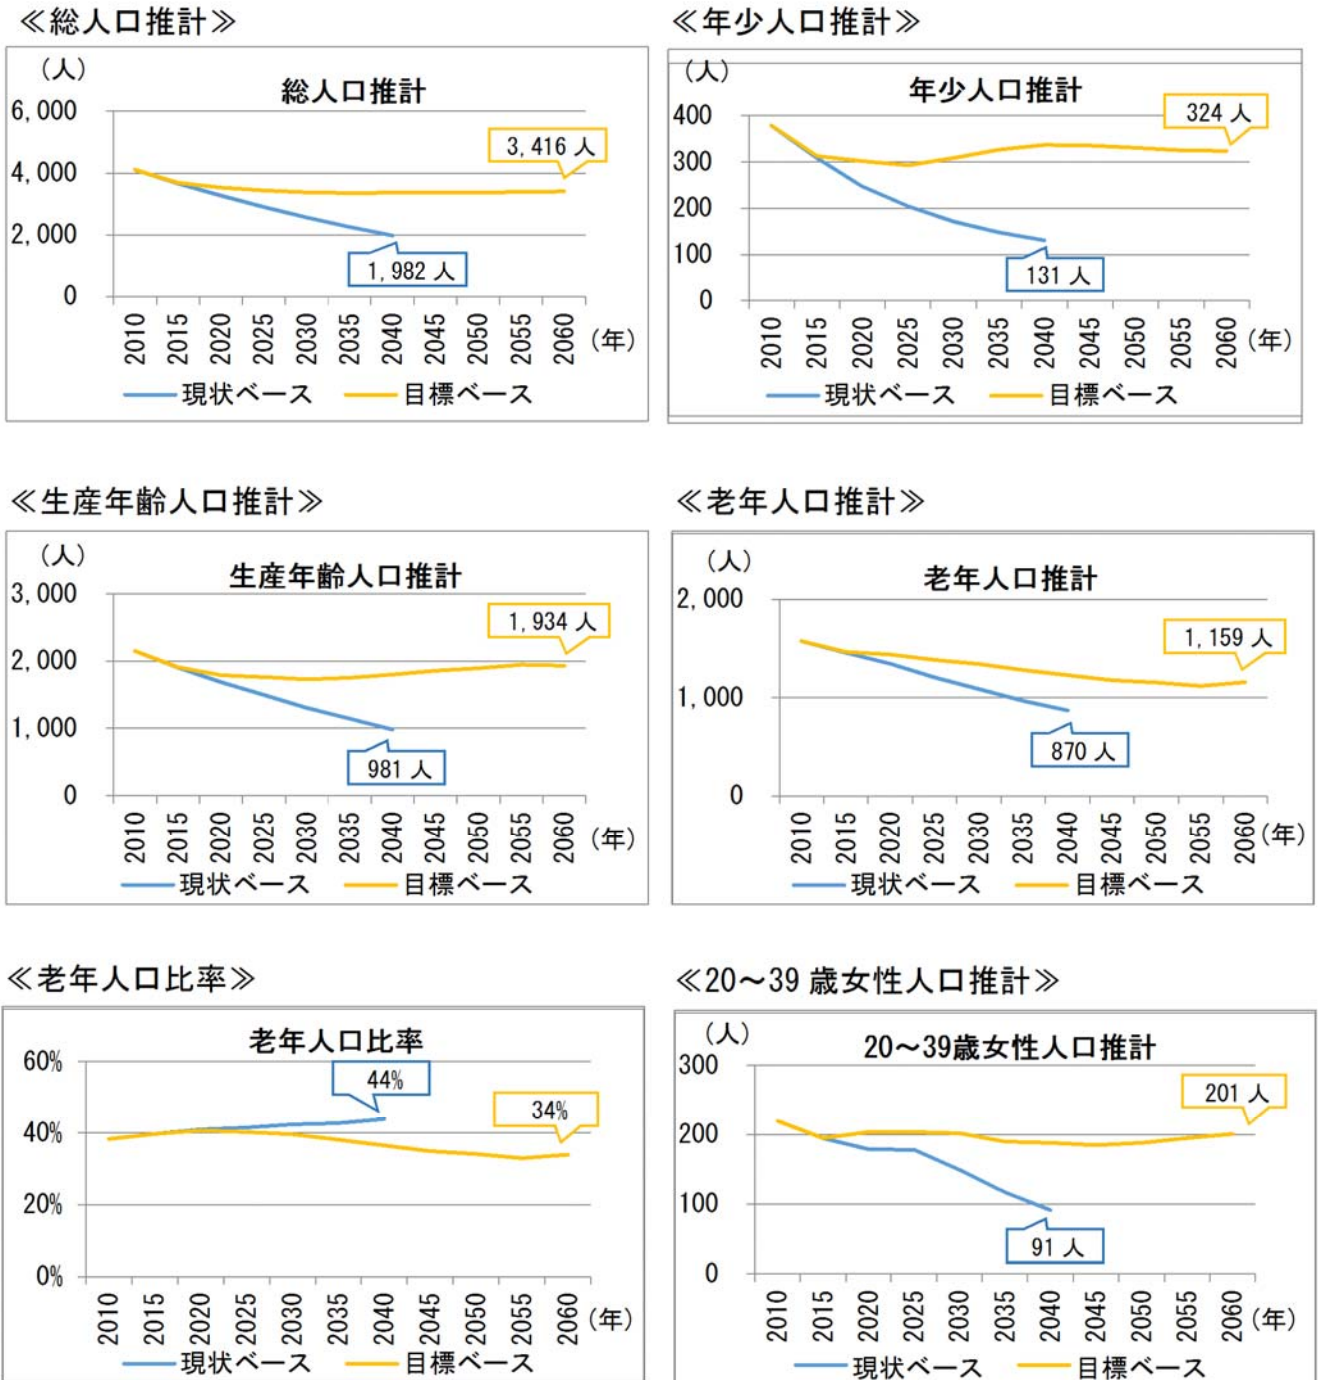 ≪総人口推計≫
(人)
総人口推計
6,000
4,000
2,000
0
3,416 人
1,982 人
2010 2015 2020 2025 2030 2035 2040 2045 2050 2055 2060 (年)
現状ベース 目標ベース
≪年少人口推計≫
(人)
年少人口推計
400
300
200
100
0
324 人
131 人
2010 2015 2020 2025 2030 2035 2040 2045 2050 2055 2060 (年)
現状ベース 目標ベース
≪生産年齢人口推計≫
(人)
生産年齢人口推計
3,000
2,000
1,000
0
1,934 人
981 人
2010 2015 2020 2025 2030 2035 2040 2045 2050 2055 2060 (年)
現状ベース 目標ベース
≪老年人口推計≫
(人)
老年人口推計
2,000
1,000
0
1,159 人
870 人
2010 2015 2020 2025 2030 2035 2040 2045 2050 2055 2060 (年)
現状ベース 目標ベース
≪老年人口比率≫
老年人口比率
60%
40%
20%
0%
44%
34%
2010 2015 2020 2025 2030 2035 2040 2045 2050 2055 2060 (年)
現状ベース 目標ベース
≪20～39 歳女性人口推計≫
(人)
20～39歳女性人口推計
300
200
100
0
201 人
91 人
2010 2015 2020 2025 2030 2035 2040 2045 2050 2055 2060 (年)
現状ベース 目標ベース